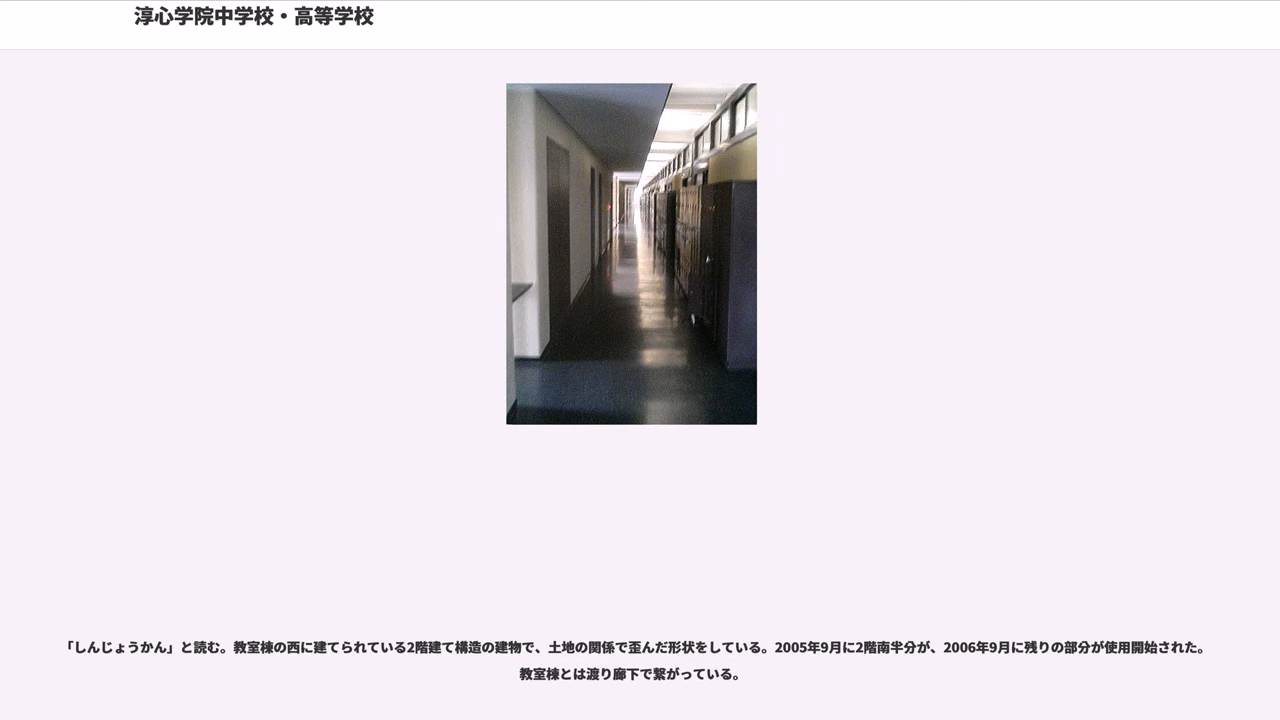 淳心学院中学校・高等学校
「しんじょうかん」と読む。教室棟の西に建てられている2階建て構造の建物で、土地の関係で歪んだ形状をしている。2005年9月に2階南半分が、2006年9月に残りの部分が使用開始された。
教室棟とは渡り廊下で繋がっている。